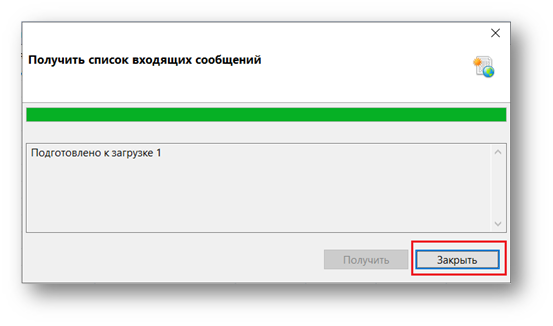 Получить список входящих сообщений
Подготовлено к загрузке 1
Получить
Закрыть